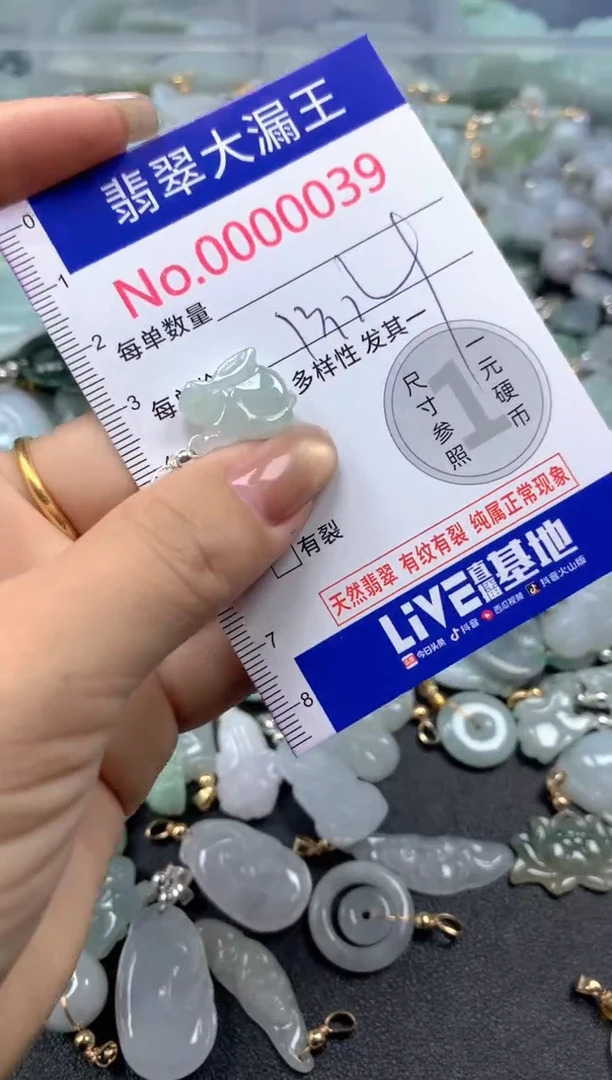 翡翠大漏王
No.0000039
每单数量
每
多样性 发其一
尺寸参照
1
一元硬币
有裂
天然翡翠 有纹有裂 纯属正常现象
LiVE直播基地
今日头条 抖音 西瓜视频 抖音火山版
0
1
2
3
7
8